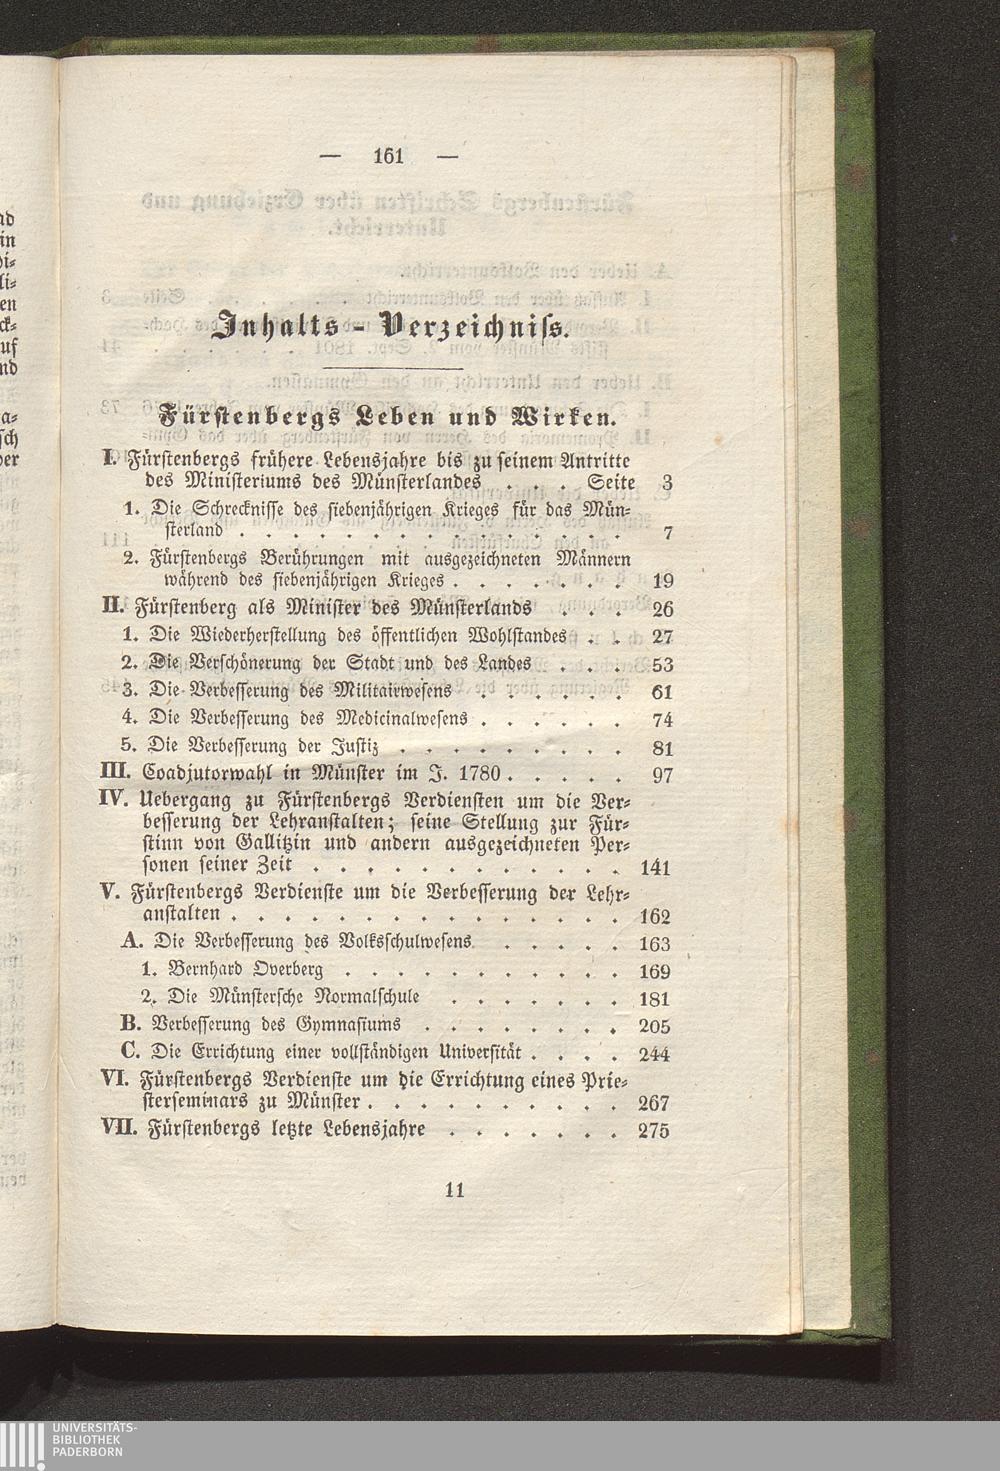 — 161 —
Inhalts-Verzeichniss.
Fürstenbergs Leben und Wirken.
I. Fürstenbergs frühere Lebensjahre bis zu seinem Antritte
des Ministeriums des Münsterlandes . . . Seite 3
1. Die Schrecknisse des siebenjährigen Krieges für das Mün-
sterland . . . . . . . . . . . . . . . 7
2. Fürstenbergs Berührungen mit ausgezeichneten Männern
während des siebenjährigen Krieges . . . . . . . 19
II. Fürstenberg als Minister des Münsterlands . . . 26
1. Die Wiederherstellung des öffentlichen Wohlstandes . . 27
2. Die Verschönerung der Stadt und des Landes . . . 53
3. Die Verbesserung des Militairwesens . . . . . . 61
4. Die Verbesserung des Medicinalwesens . . . . . . 74
5. Die Verbesserung der Justiz . . . . . . . . . 81
III. Coadjutorwahl in Münster im J. 1780 . . . . . 97
IV. Uebergang zu Fürstenbergs Verdiensten um die Ver-
besserung der Lehranstalten; seine Stellung zur Für-
stinn von Gallitzin und andern ausgezeichneten Per-
sonen seiner Zeit . . . . . . . . . . . . 141
V. Fürstenbergs Verdienste um die Verbesserung der Lehr-
anstalten . . . . . . . . . . . . . . . 162
A. Die Verbesserung des Volksschulwesens . . . . . 163
1. Bernhard Overberg . . . . . . . . . . . 169
2. Die Münstersche Normalschule . . . . . . . 181
B. Verbesserung des Gymnasiums . . . . . . . . 205
C. Die Errichtung einer vollständigen Universität . . . . 244
VI. Fürstenbergs Verdienste um die Errichtung eines Prie-
sterseminars zu Münster . . . . . . . . . . 267
VII. Fürstenbergs letzte Lebensjahre . . . . . . . 275
11
UNIVERSITÄTS-
BIBLIOTHEK
PADERBORN